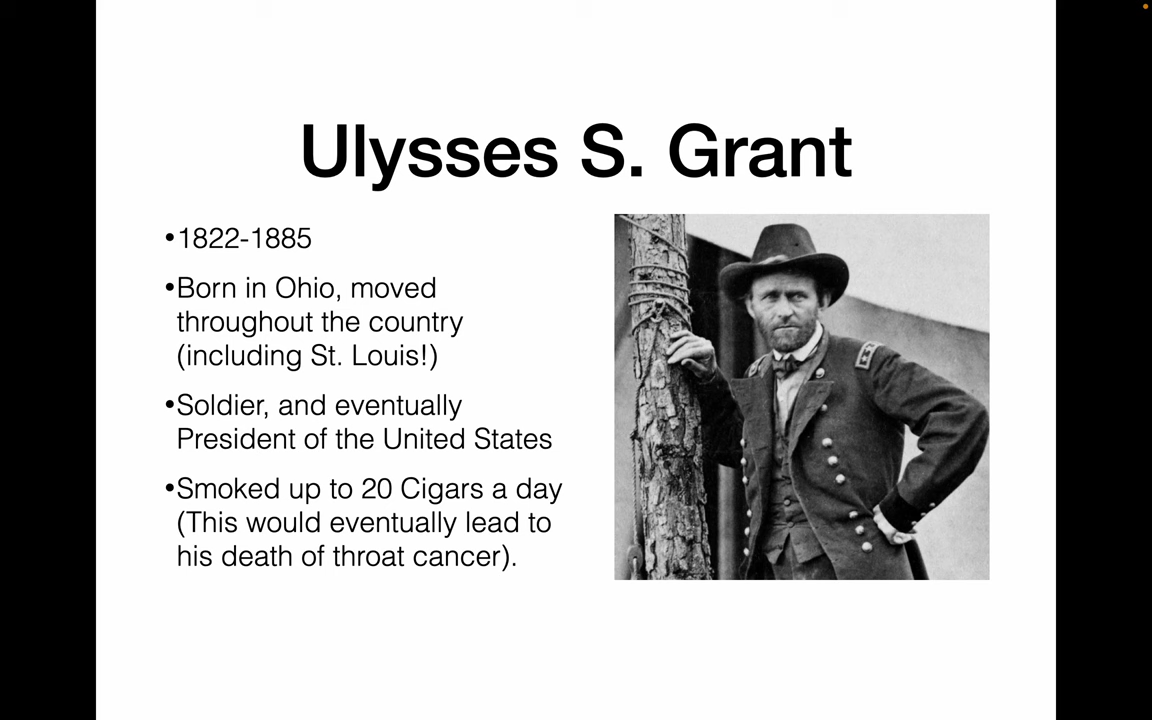 Ulysses S. Grant
•1822-1885
•Born in Ohio, moved
throughout the country
(including St. Louis!)
•Soldier, and eventually
President of the United States
•Smoked up to 20 Cigars a day
(This would eventually lead to
his death of throat cancer).